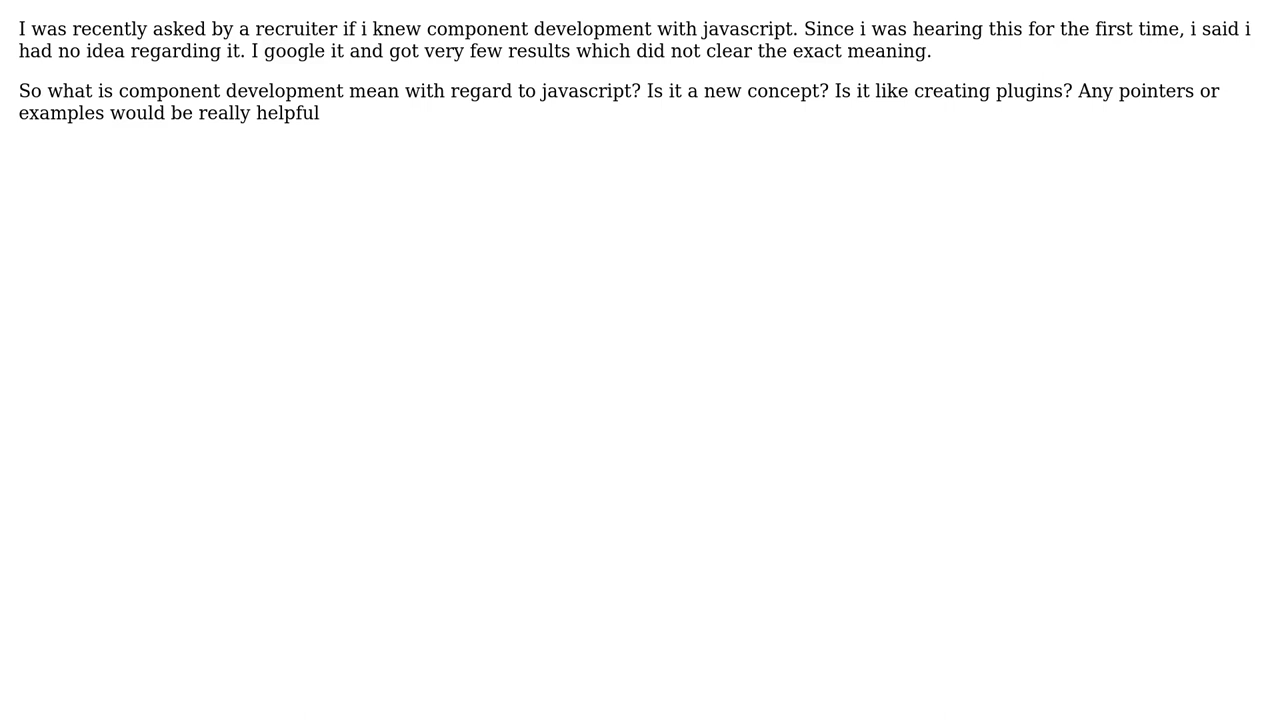 I was recently asked by a recruiter if i knew component development with javascript. Since i was hearing this for the first time, i said i
had no idea regarding it. I google it and got very few results which did not clear the exact meaning.
So what is component development mean with regard to javascript? Is it a new concept? Is it like creating plugins? Any pointers or
examples would be really helpful